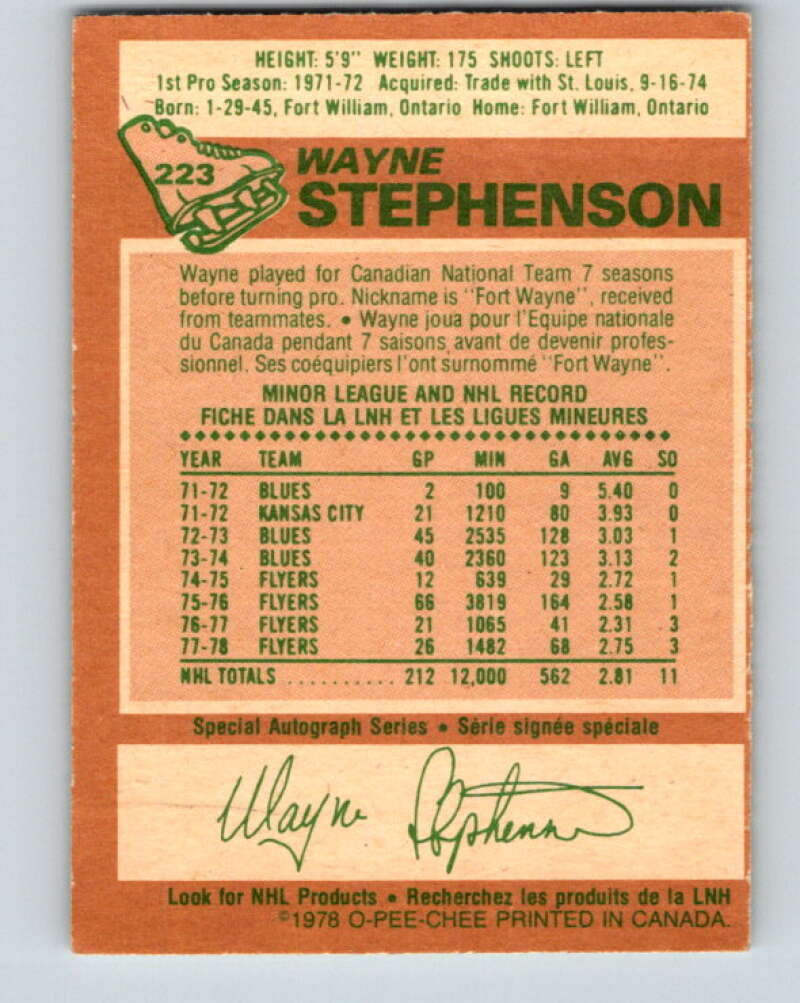 HEIGHT: 5'9" WEIGHT: 175 SHOOTS: LEFT
1st Pro Season: 1971-72 Acquired: Trade with St. Louis, 9-16-74
Born: 1-29-45, Fort William, Ontario Home: Fort William, Ontario
223
WAYNE
STEPHENSON
Wayne played for Canadian National Team 7 seasons
before turning pro. Nickname is "Fort Wayne", received
from teammates. • Wayne joua pour l'Equipe nationale
du Canada pendant 7 saisons avant de devenir profes-
sionnel. Ses coéquipiers l'ont surnommé "Fort Wayne".
MINOR LEAGUE AND NHL RECORD
FICHE DANS LA LNH ET LES LIGUES MINEURES
YEAR TEAM GP MIN GA AVG SO
71-72 BLUES 2 100 9 5.40 0
71-72 KANSAS CITY 21 1210 80 3.93 0
72-73 BLUES 45 2535 128 3.03 1
73-74 BLUES 40 2360 123 3.13 2
74-75 FLYERS 12 639 29 2.72 1
75-76 FLYERS 66 3819 164 2.58 1
76-77 FLYERS 21 1065 41 2.31 3
77-78 FLYERS 26 1482 68 2.75 3
NHL TOTALS .......... 212 12,000 562 2.81 11
Special Autograph Series • Série signée spéciale
Wayne Stephenson
Look for NHL Products • Recherchez les produits de la LNH
©1978 O-PEE-CHEE PRINTED IN CANADA.